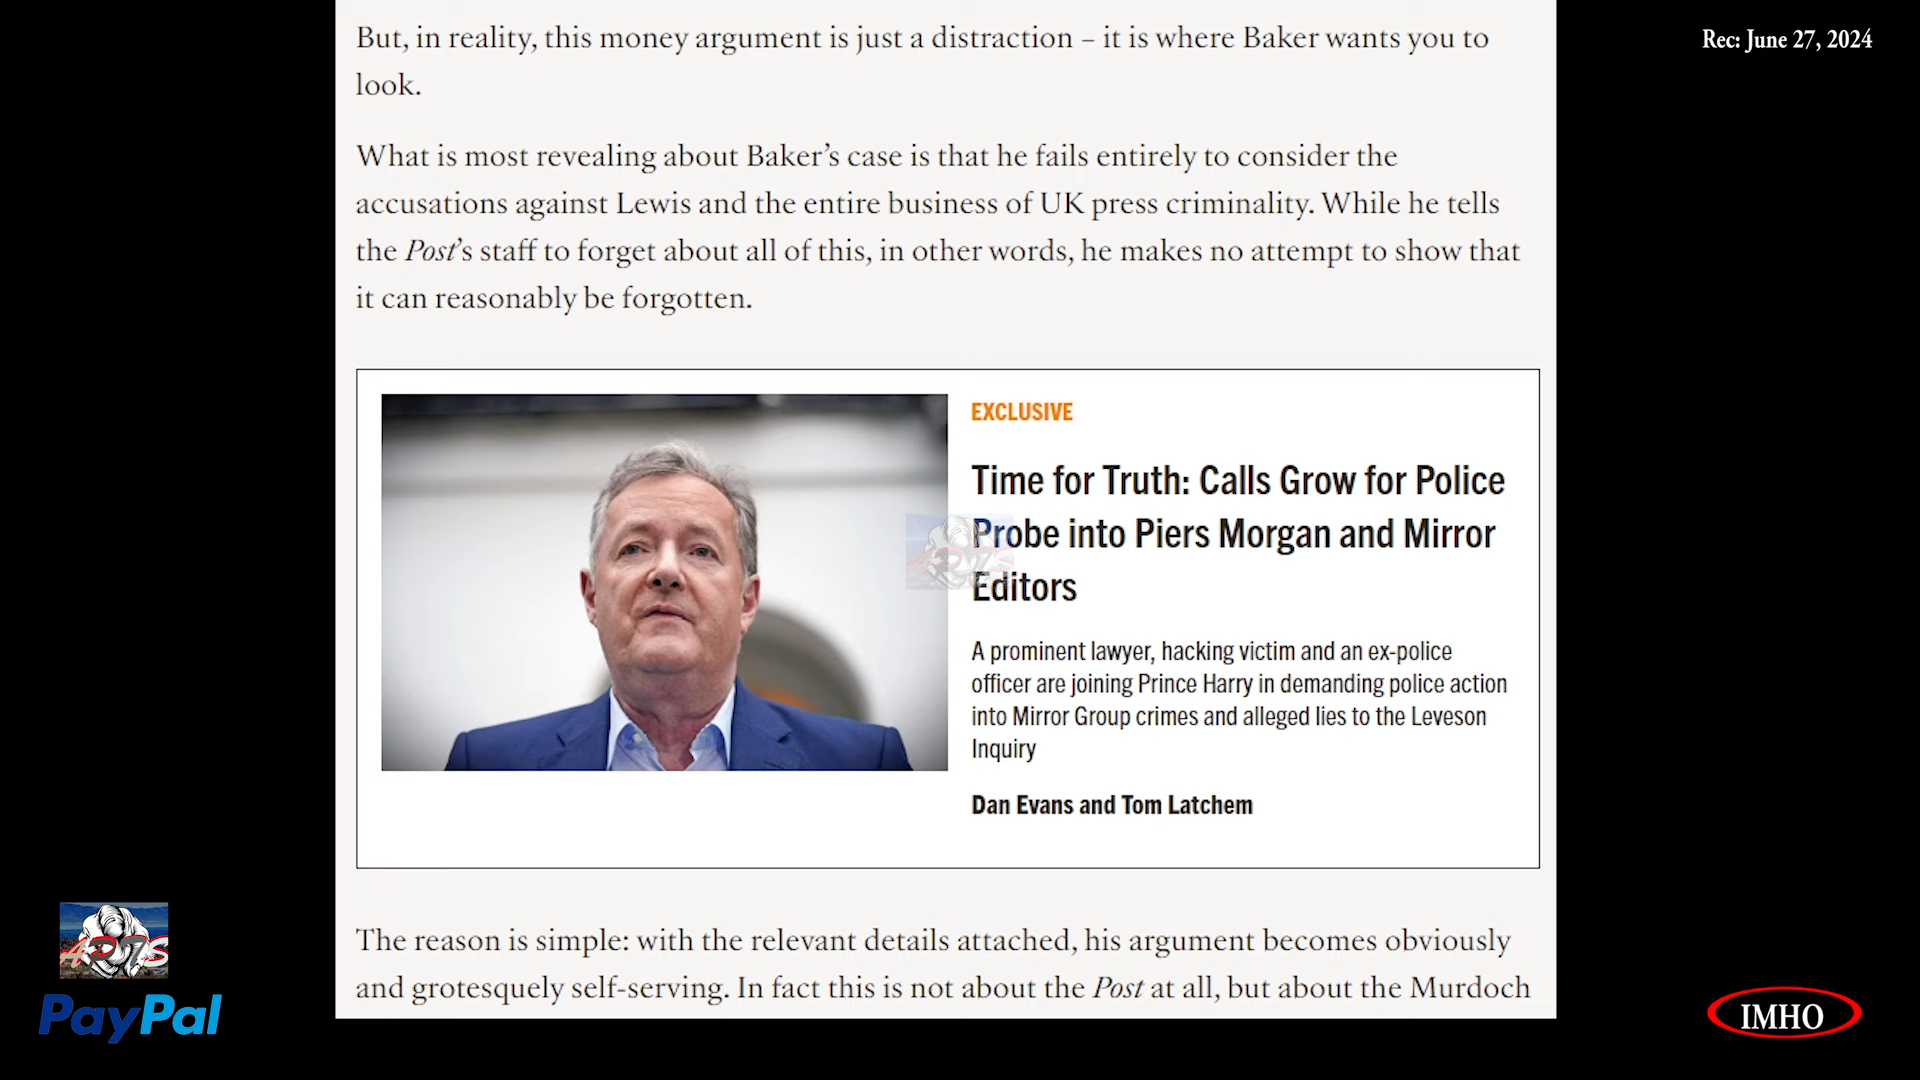 But, in reality, this money argument is just a distraction – it is where Baker wants you to
look.
Rec: June 27, 2024
What is most revealing about Baker’s case is that he fails entirely to consider the
accusations against Lewis and the entire business of UK press criminality. While he tells
the Post’s staff to forget about all of this, in other words, he makes no attempt to show that
it can reasonably be forgotten.
EXCLUSIVE
Time for Truth: Calls Grow for Police
Probe into Piers Morgan and Mirror
Editors
A prominent lawyer, hacking victim and an ex-police
officer are joining Prince Harry in demanding police action
into Mirror Group crimes and alleged lies to the Leveson
Inquiry
Dan Evans and Tom Latchem
The reason is simple: with the relevant details attached, his argument becomes obviously
and grotesquely self-serving. In fact this is not about the Post at all, but about the Murdoch
PayPal
IMHO